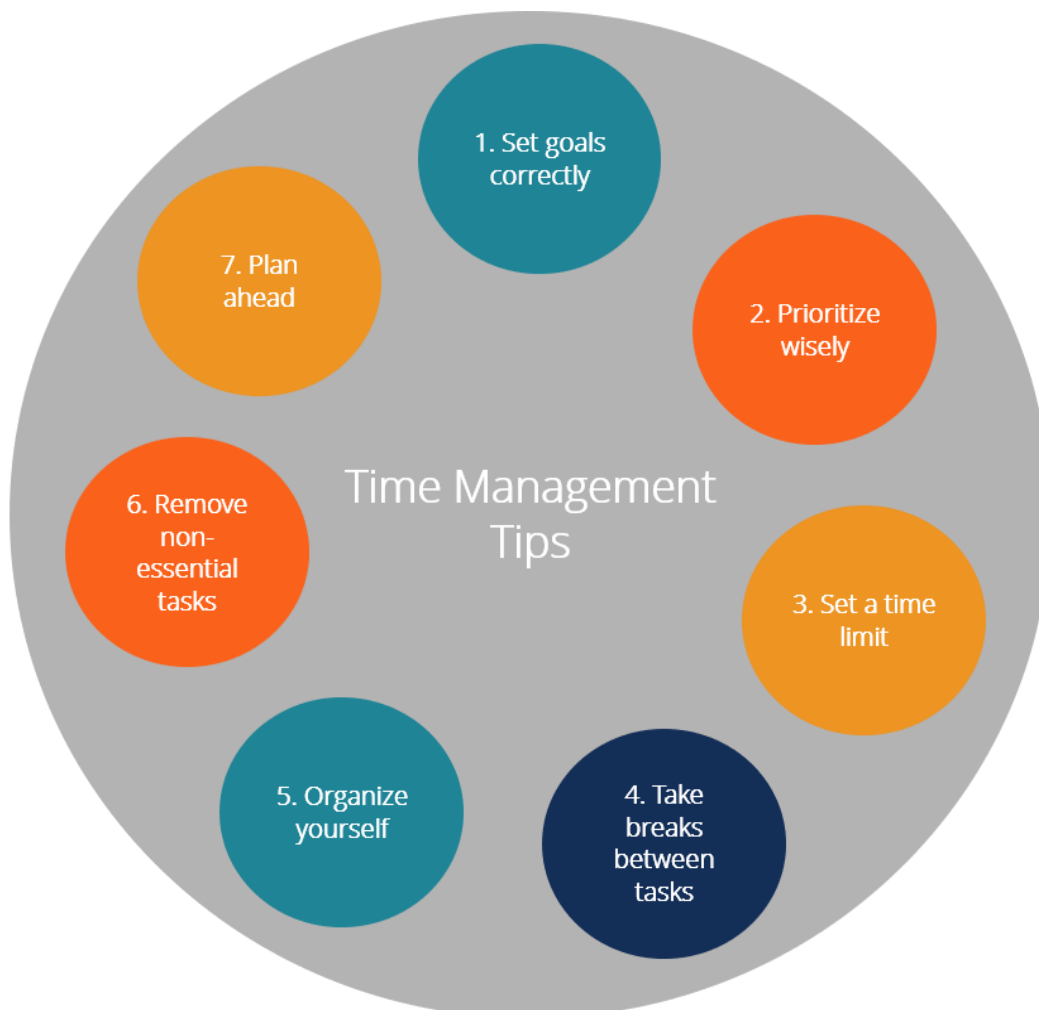 Time Management
Tips
1. Set goals
correctly
2. Prioritize
wisely
3. Set a time
limit
4. Take
breaks
between
tasks
5. Organize
yourself
6. Remove
non-
essential
tasks
7. Plan
ahead